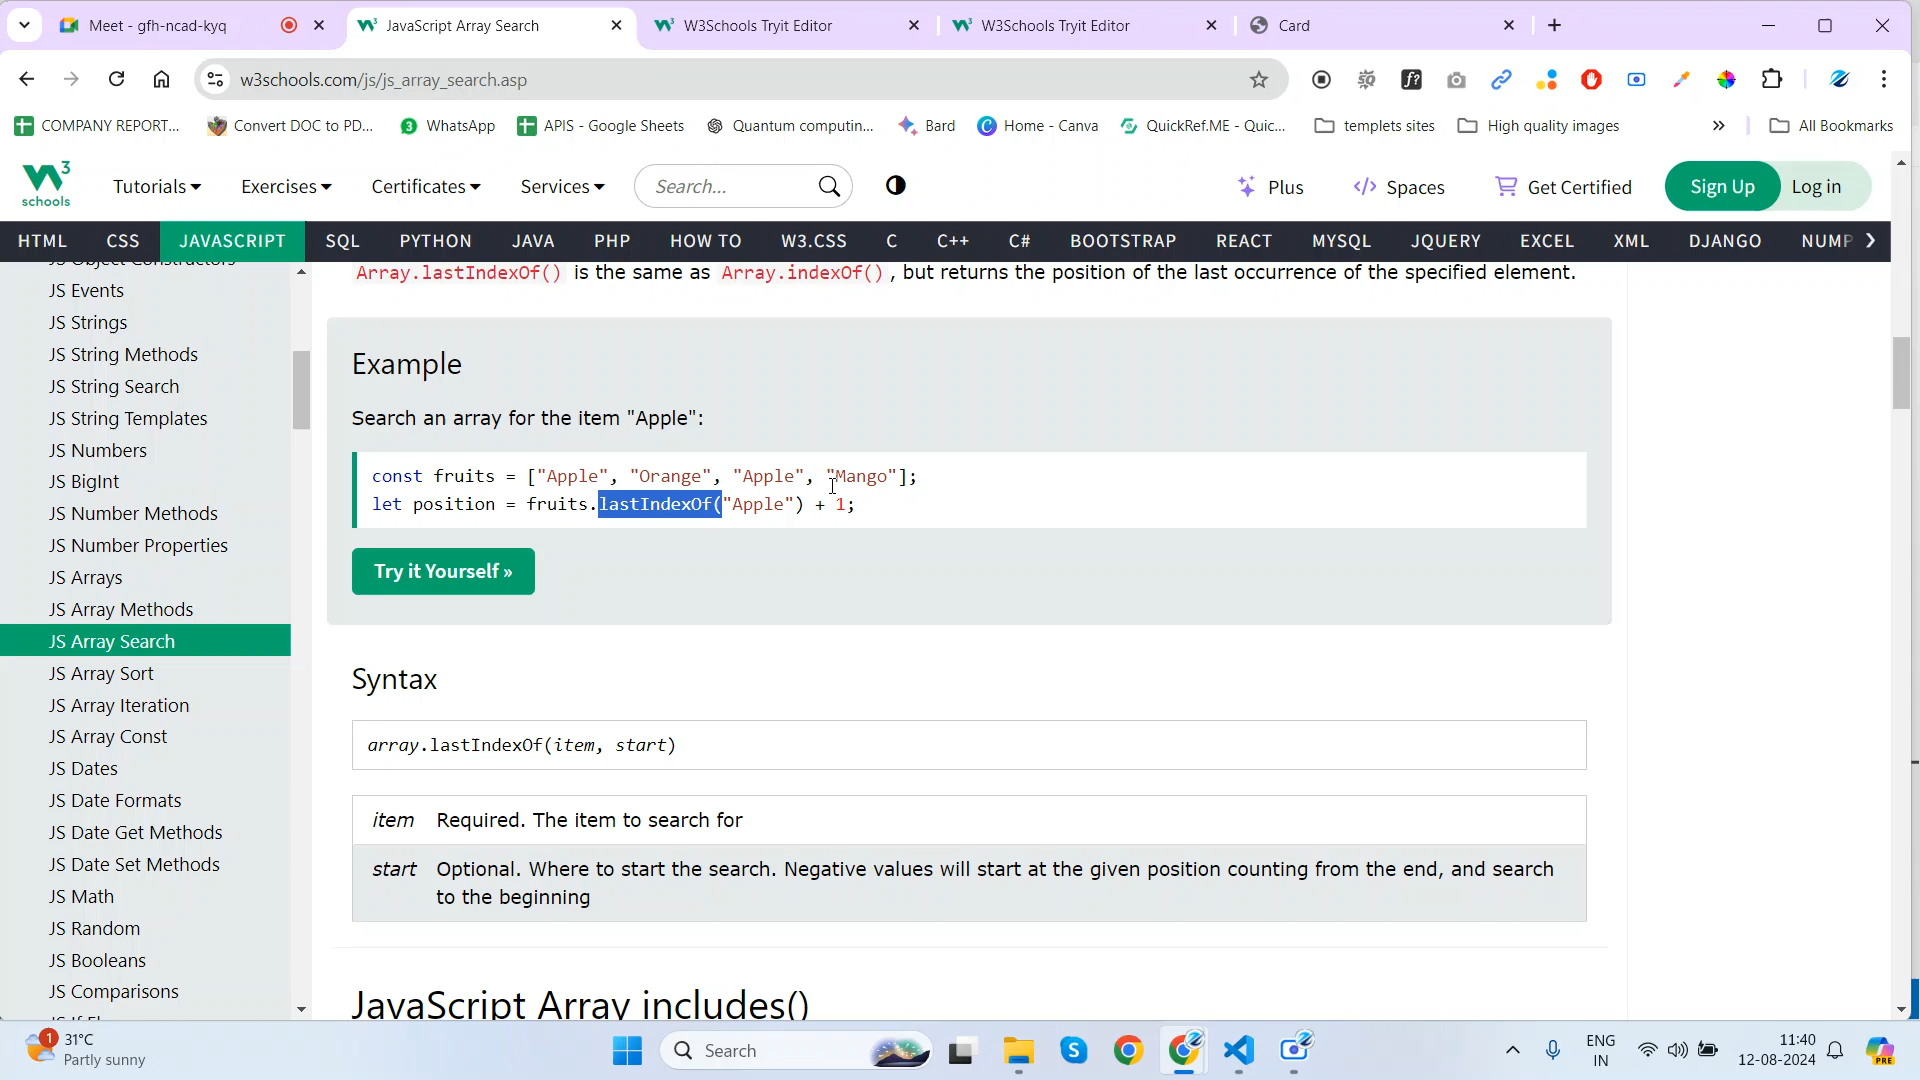 Meet - gfh-ncad-kyq
JavaScript Array Search
W3Schools Tryit Editor
W3Schools Tryit Editor
Card
w3schools.com/js/js_array_search.asp
COMPANY REPORT...
Convert DOC to PD...
WhatsApp
APIS - Google Sheets
Quantum computin...
Bard
Home - Canva
QuickRef.ME - Quic...
templets sites
High quality images
»
All Bookmarks
W3 schools
Tutorials
Exercises
Certificates
Services
Search...
Plus
Spaces
Get Certified
Sign Up
Log in
HTML CSS JAVASCRIPT SQL PYTHON JAVA PHP HOW TO W3.CSS C C++ C# BOOTSTRAP REACT MYSQL JQUERY EXCEL XML DJANGO NUMP
JS Object Constructors
JS Events
JS Strings
JS String Methods
JS String Search
JS String Templates
JS Numbers
JS BigInt
JS Number Methods
JS Number Properties
JS Arrays
JS Array Methods
JS Array Search
JS Array Sort
JS Array Iteration
JS Array Const
JS Dates
JS Date Formats
JS Date Get Methods
JS Date Set Methods
JS Math
JS Random
JS Booleans
JS Comparisons
Array.lastIndexOf() is the same as Array.indexOf(), but returns the position of the last occurrence of the specified element.
Example
Search an array for the item "Apple":
const fruits = ["Apple", "Orange", "Apple", "Mango"];
let position = fruits.lastIndexOf("Apple") + 1;
Try it Yourself »
Syntax
array.lastIndexOf(item, start)
item Required. The item to search for
start Optional. Where to start the search. Negative values will start at the given position counting from the end, and search
to the beginning
JavaScript Array includes()
1
31°C
Partly sunny
Search
ENG
IN
11:40
12-08-2024
PRE